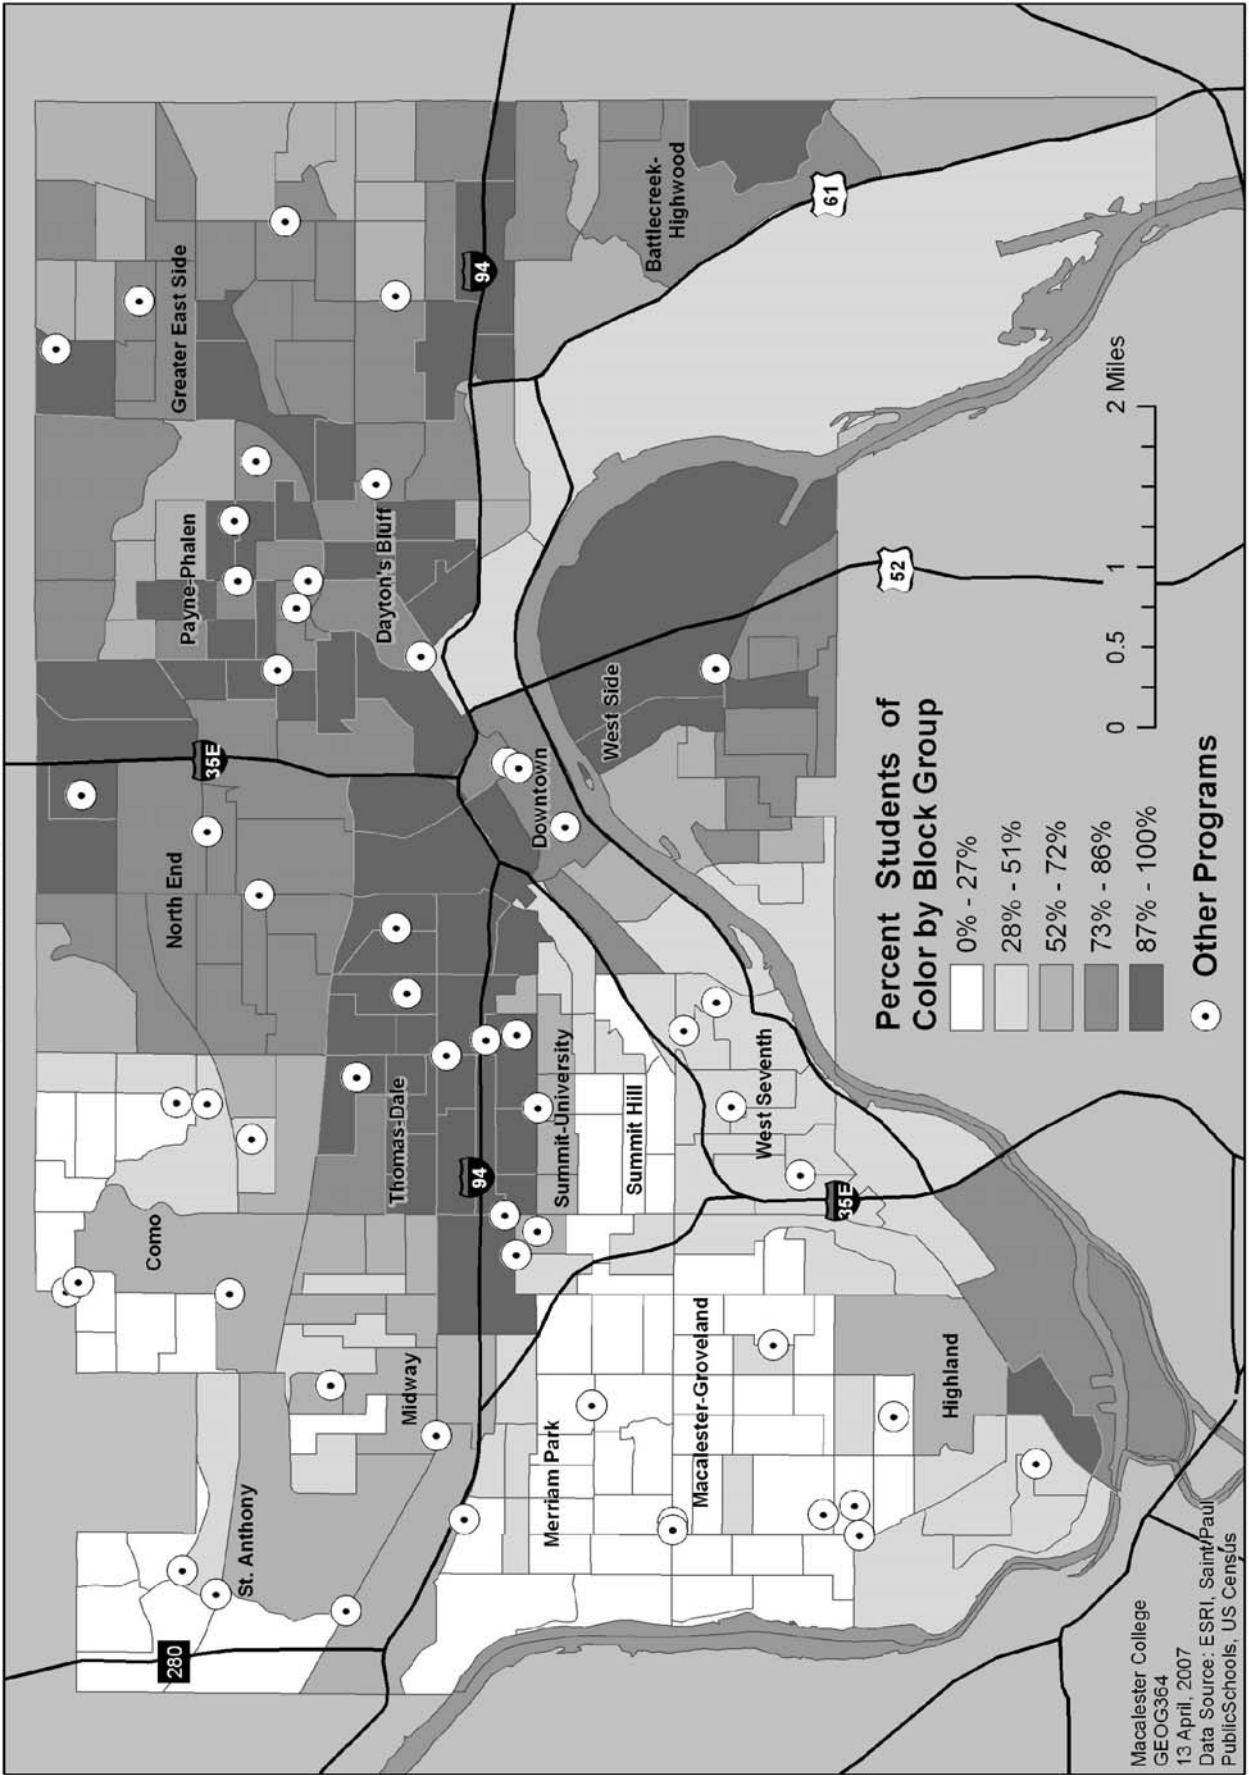 280
St. Anthony
Como
North End
35E
Payne-Phalen
Greater East Side
Midway
Thomas-Dale
Dayton's Bluff
94
94
Merriam Park
Summit-University
Downtown
Summit Hill
West Side
Battlecreek-
Highwood
Macalester-Groveland
West Seventh
61
35E
52
Highland
Percent Students of
Color by Block Group
0% - 27%
28% - 51%
52% - 72%
73% - 86%
87% - 100%
Other Programs
0 0.5 1 2 Miles
Macalester College
GEOG364
13 April, 2007
Data Source: ESRI, Saint Paul
PublicSchools, US Census